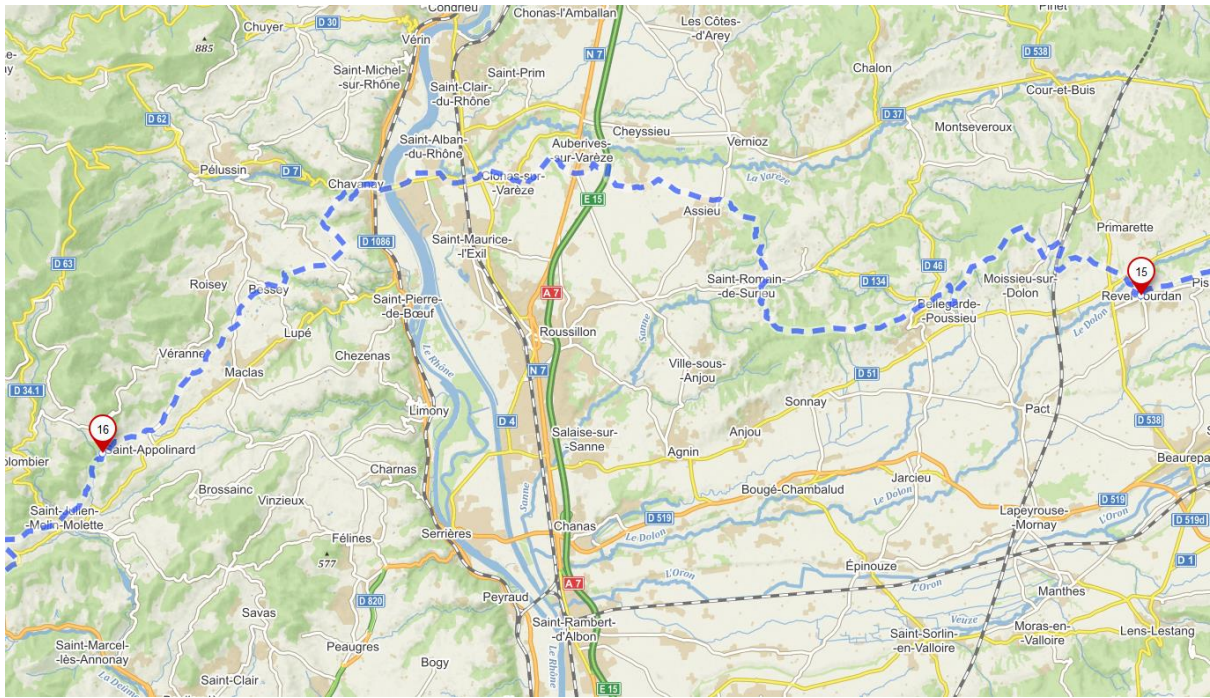 Condrieu
Chonas-l'Amballan
Chuyer
D 30
Vérin
885
Les Côtes-
-d'Arey
N 7
D 538
Saint-Michel-
-sur-Rhône
Saint-Prim
Saint-Clair-
-du-Rhône
Chalon
Cour-et-Buis
D 62
D 37
Saint-Alban-
-du-Rhône
Cheyssieu
Auberives-
-sur-Varèze
Vernioz
Montseveroux
Pélussin
D 7
Chavanay
Clonas-sur-
-Varèze
La Varèze
E 15
Assieu
Primarette
D 1086
Saint-Maurice-
-l'Exil
D 63
D 46
15
Roisey
Bessey
Saint-Romain-
-de-Surieu
D 134
Moissieu-sur-
-Dolon
Revel-Tourdan
Pis
A 7
Saint-Pierre-
-de-Bœuf
Bellegarde-
-Poussieu
Lupé
Roussillon
Sanne
Le Dolon
Véranne
Chezenas
Le Rhône
Maclas
N 7
Ville-sous-
-Anjou
D 51
D 34.1
Sonnay
Pact
Limony
D 4
D 538
16
Saint-Appolinard
Salaise-sur-
-Sanne
Anjou
Agnin
olombier
Charnas
Beaurepa
Brossainc
Vinzieux
Sanne
Bougé-Chambalud
Le Dolon
Jarcieu
D 519
Saint-Julien-
-Molin-Molette
Lapeyrouse-
-Mornay
L'Oron
D 519d
Serrières
Chanas
D 519
Le Dolon
Félines
577
D 1
L'Oron
Épinouze
A 7
L'Oron
Manthes
D 820
Peyraud
Savas
Saint-Rambert-
-d'Albon
Veuze
Moras-en-
-Valloire
Lens-Lestang
Saint-Marcel-
-lès-Annonay
Peaugres
Saint-Sorlin-
-en-Valloire
Bogy
Le Rhône
Saint-Clair
La Deûme
E 15